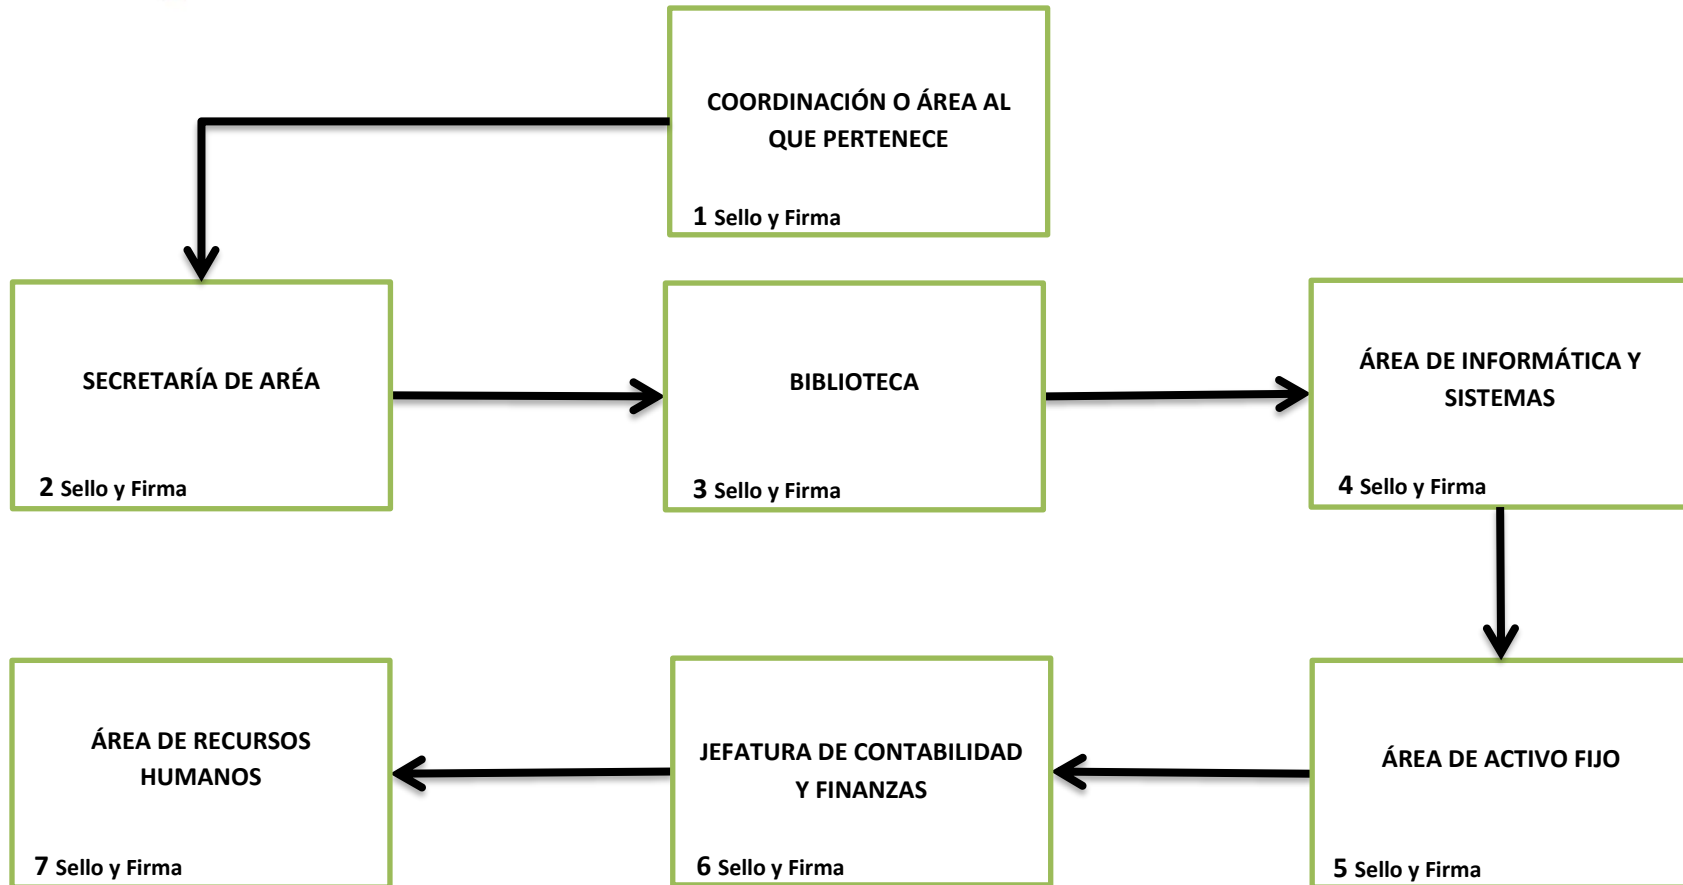 COORDINACIÓN O ÁREA AL
QUE PERTENECE
1 Sello y Firma
SECRETARÍA DE ARÉA
2 Sello y Firma
BIBLIOTECA
3 Sello y Firma
ÁREA DE INFORMÁTICA Y
SISTEMAS
4 Sello y Firma
ÁREA DE ACTIVO FIJO
5 Sello y Firma
JEFATURA DE CONTABILIDAD
Y FINANZAS
6 Sello y Firma
ÁREA DE RECURSOS
HUMANOS
7 Sello y Firma